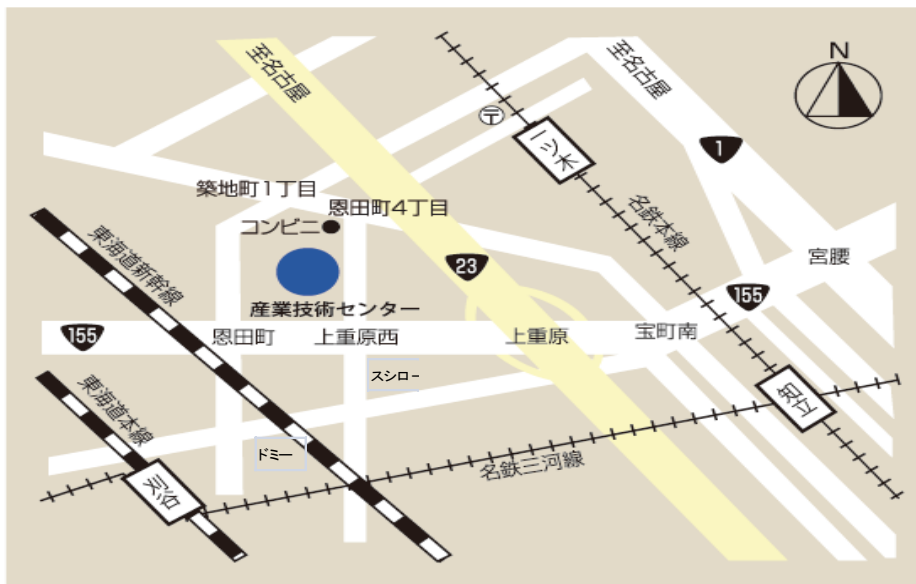 至名古屋
至名古屋
N
〒
一ツ木
1
築地町1丁目
恩田町4丁目
コンビニ
名鉄本線
東海道新幹線
23
宮腰
産業技術センター
155
155
恩田町
上重原西
上重原
宝町南
スシロー
東海道本線
知立
ドミー
名鉄三河線
刈谷